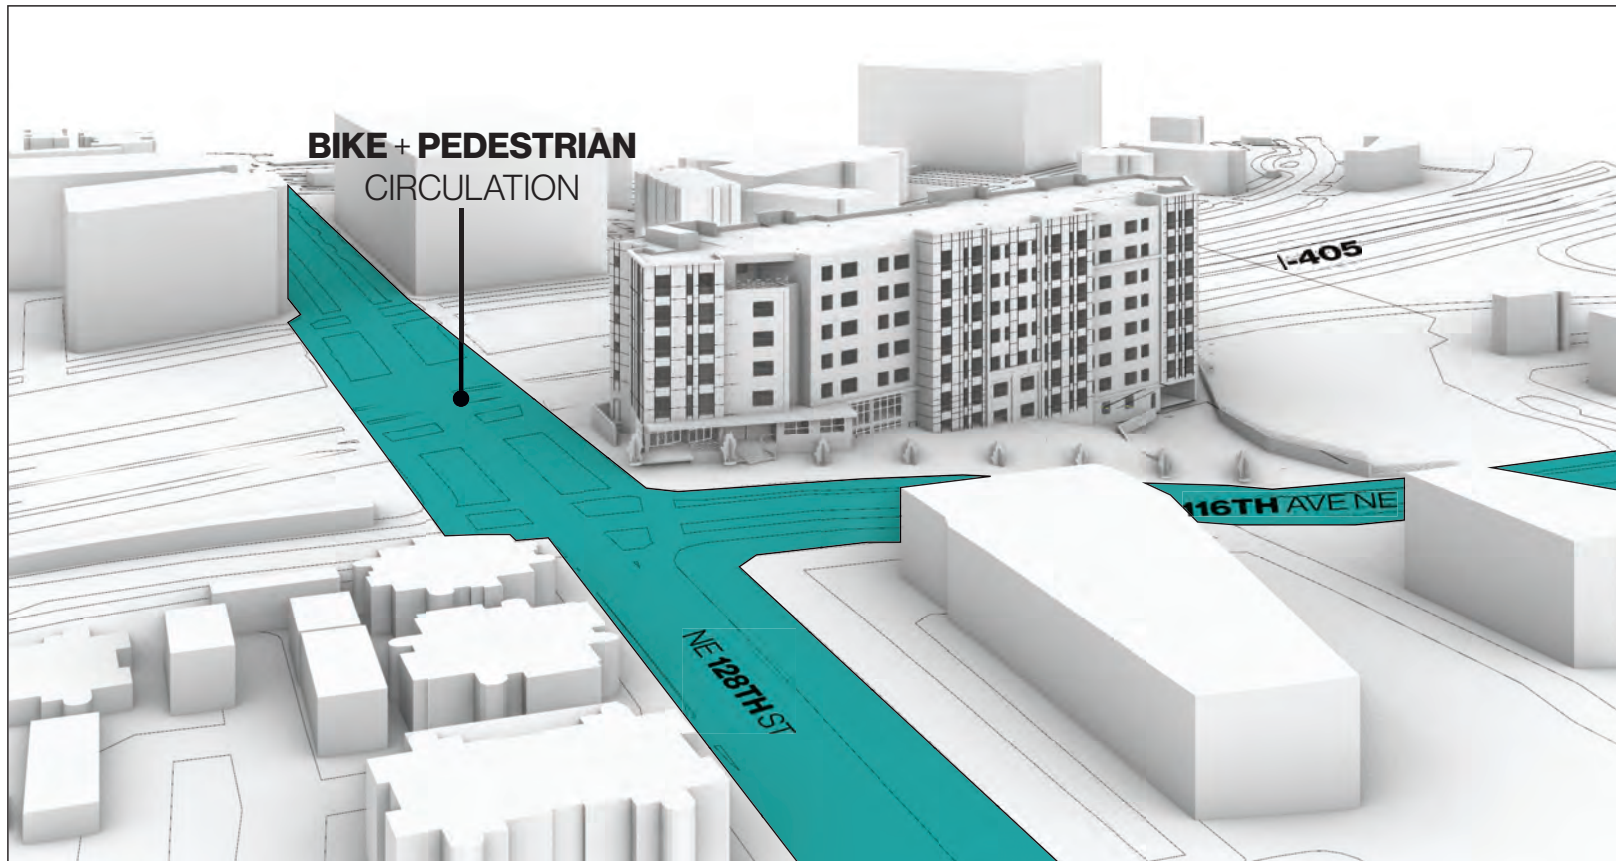 BIKE + PEDESTRIAN
CIRCULATION
I-405
116TH AVE NE
NE 128TH ST